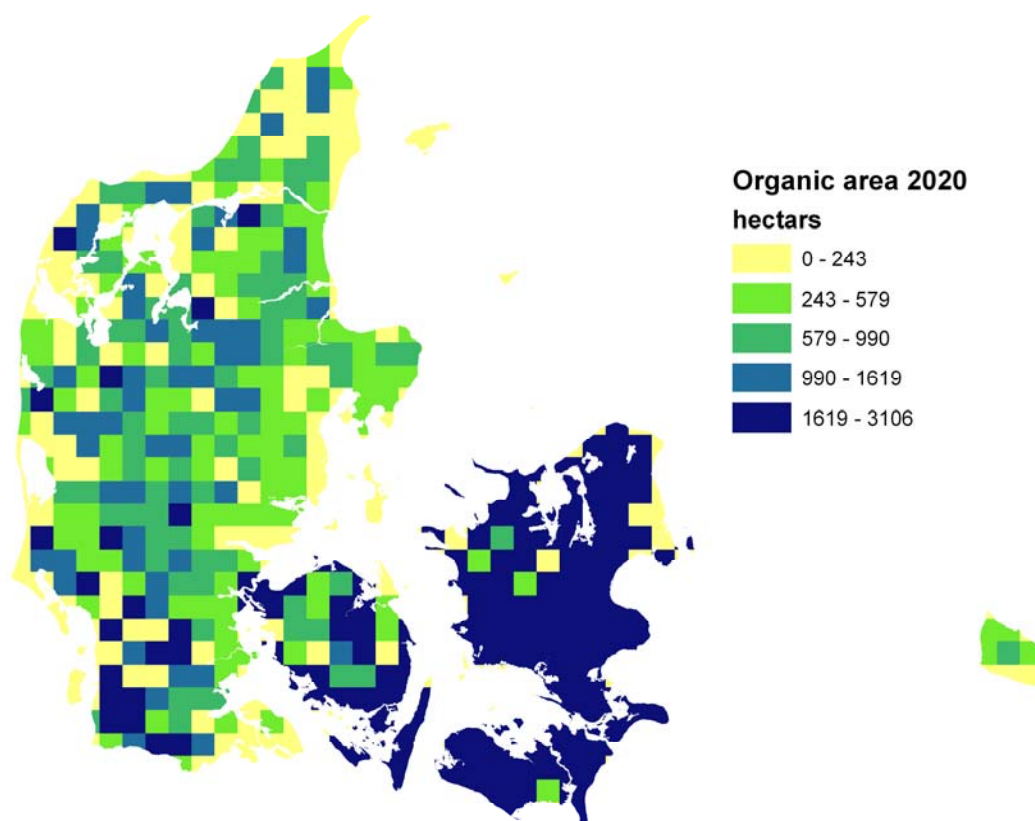 Organic area 2020
hectars
0 - 243
243 - 579
579 - 990
990 - 1619
1619 - 3106